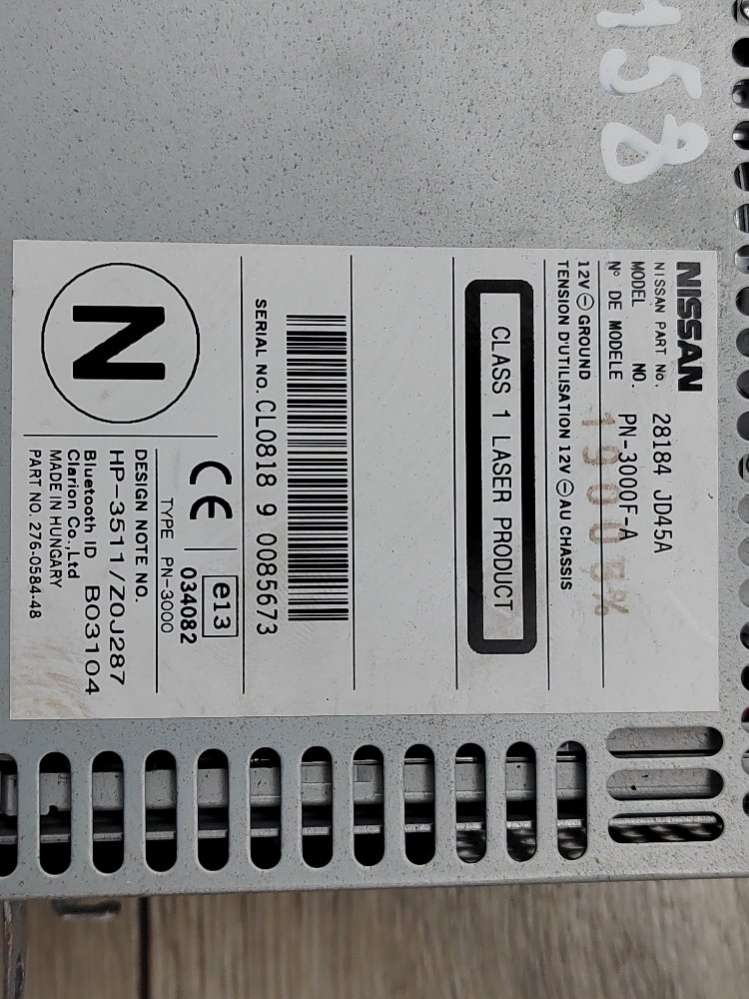 158
NISSAN
NISSAN PART No. 28184 JD45A
MODEL NO. PN-3000F-A
N° DE MODELE
12V ⊖ GROUND
TENSION D'UTILISATION 12V ⊖ AU CHASSIS
CLASS 1 LASER PRODUCT
SERIAL NO. CL0818 9 0085673
N
CE e13
034082
TYPE PN-3000
DESIGN NOTE NO.
HP-3511/Z0J287
Bluetooth ID B03104
Clarion Co.,Ltd
MADE IN HUNGARY
PART NO. 276-0584-48